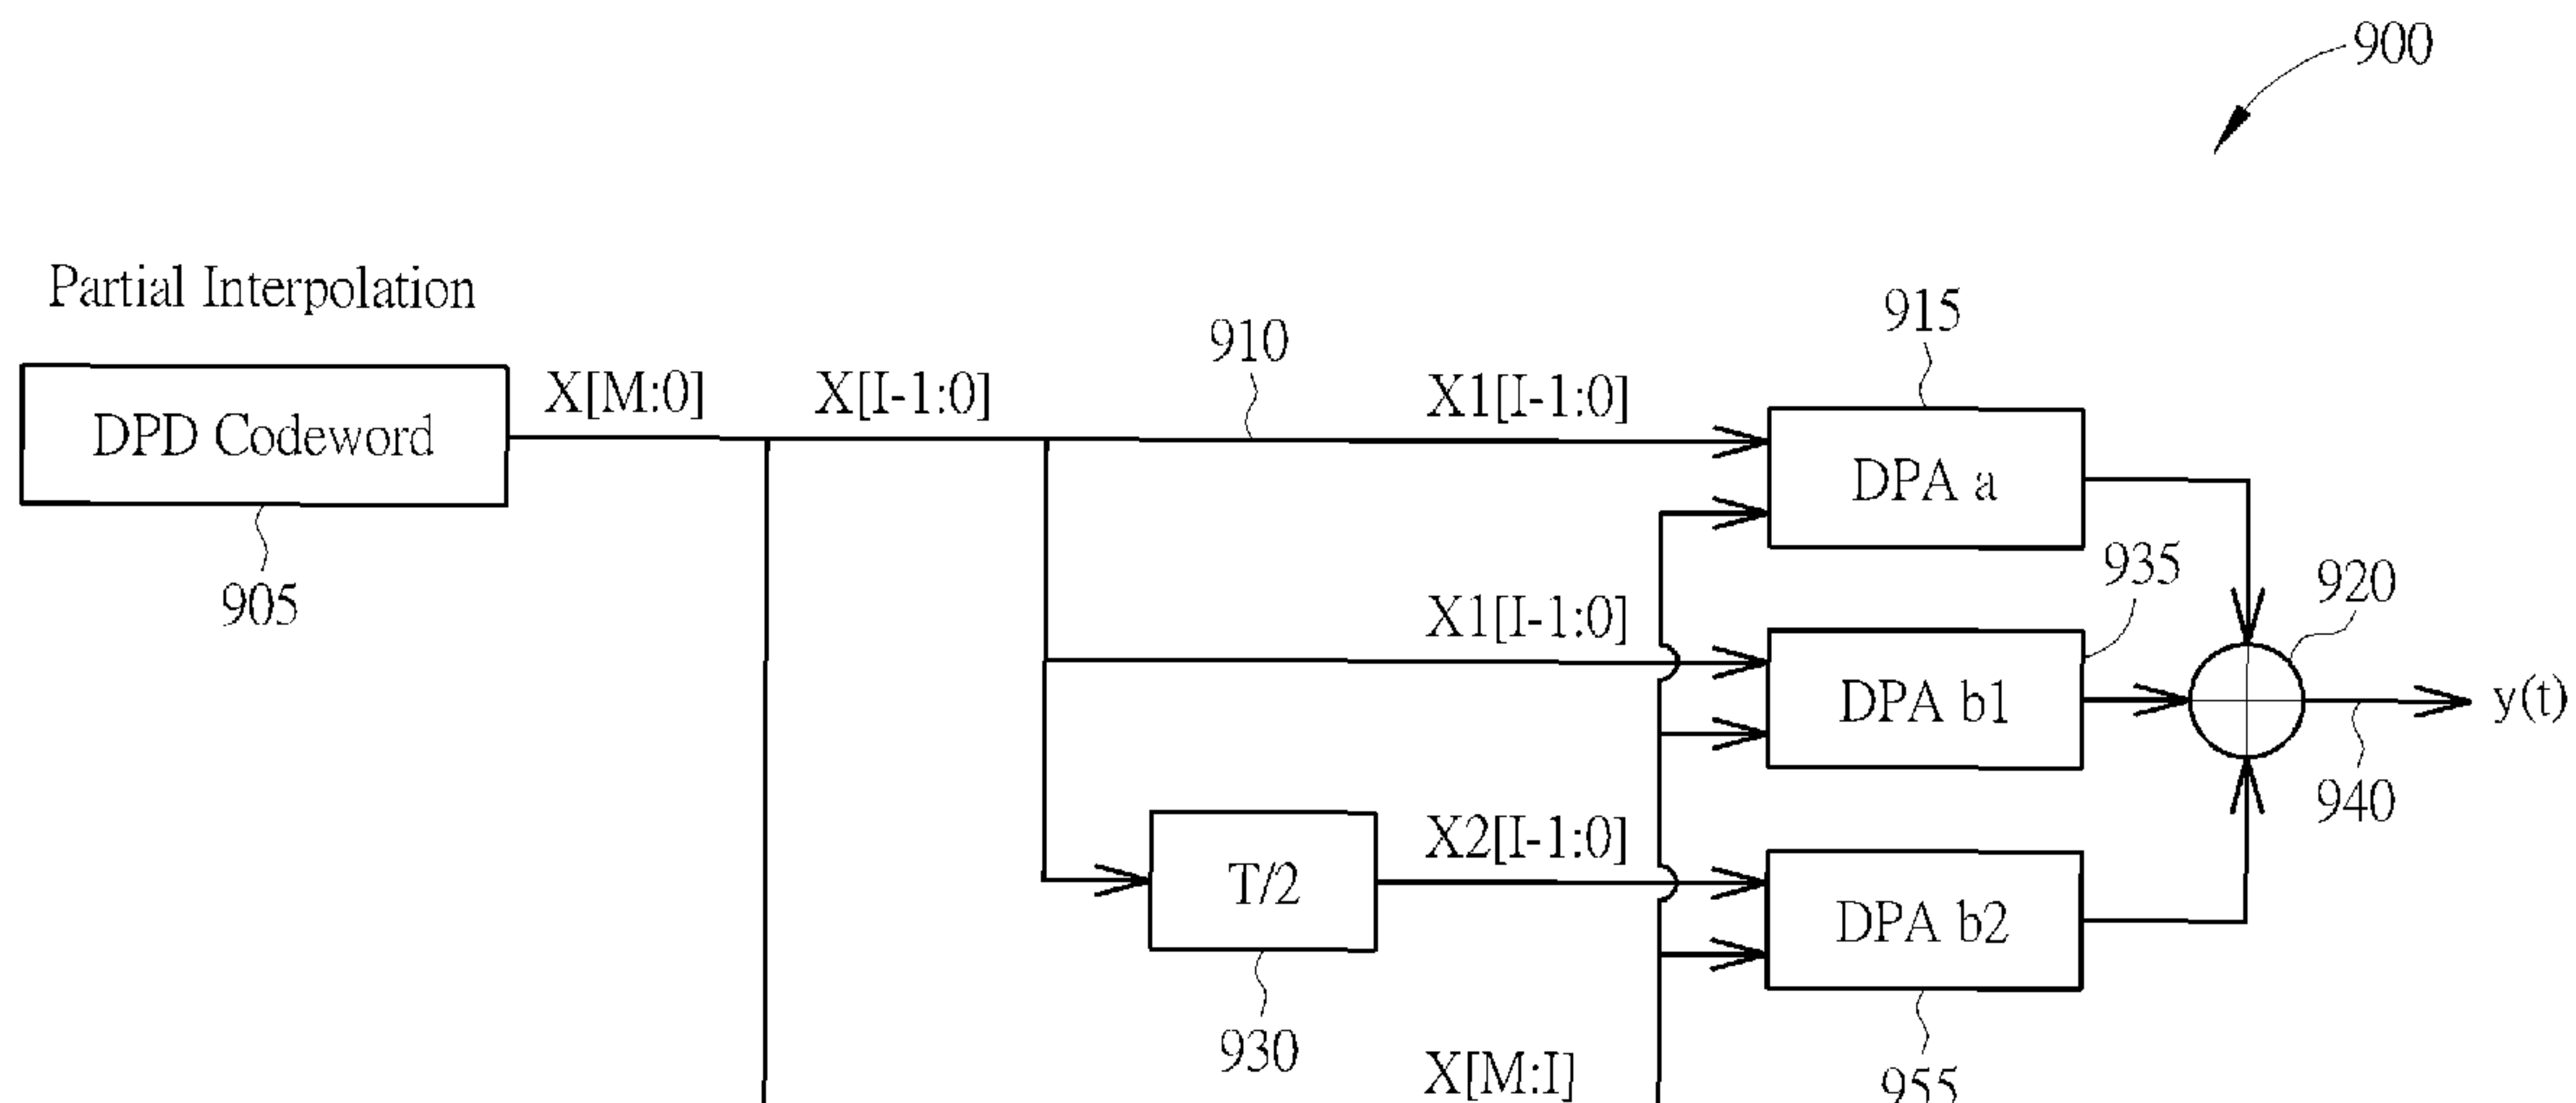 900
Partial Interpolation
915
910
X[M:0]
X[I-1:0]
X1[I-1:0]
DPD Codeword
DPA a
905
935
920
X1[I-1:0]
DPA b1
y(t)
940
X2[I-1:0]
T/2
DPA b2
930
X[M:I]
955